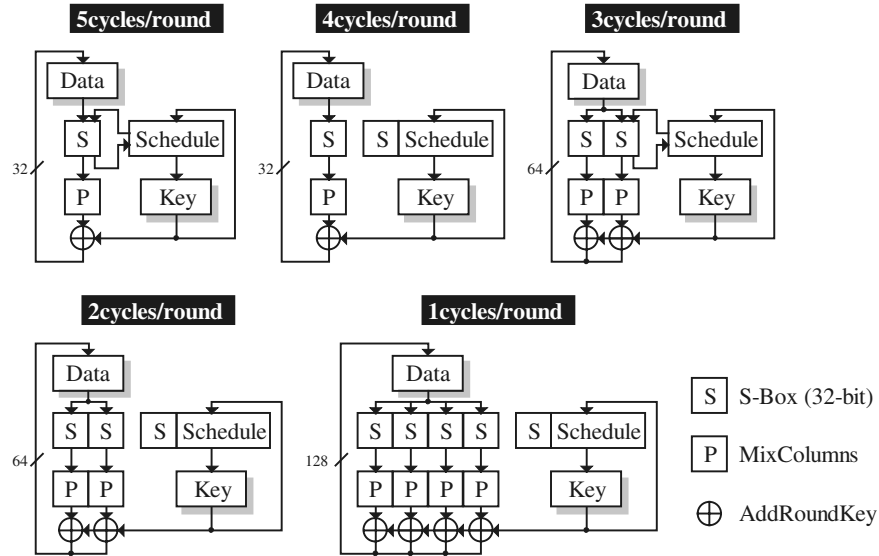 5cycles/round 4cycles/round 3cycles/round
Data Data Data
S Schedule S S Schedule S S Schedule
32 32 64
P Key P Key P P Key
2cycles/round 1cycles/round
Data Data
S S-Box (32-bit)
S S S Schedule S S S S S Schedule
64 128
P MixColumns
P P Key P P P P Key
AddRoundKey